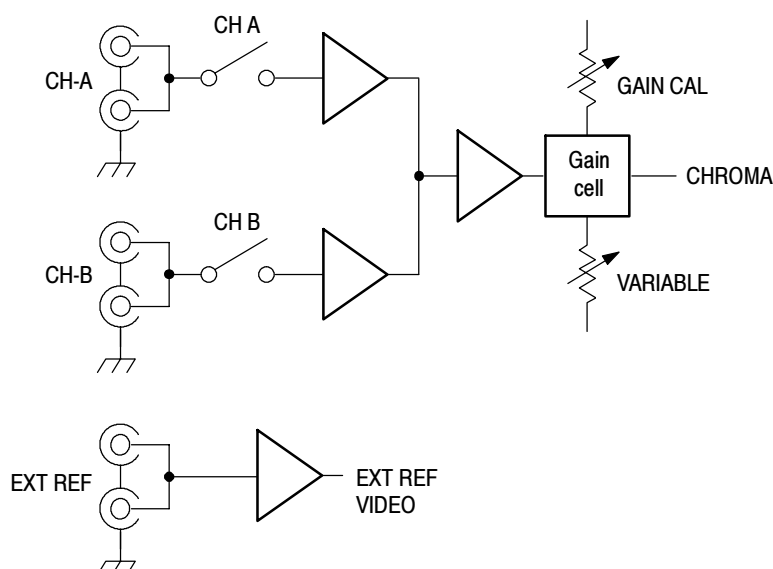 CH A
CH-A
GAIN CAL
Gain
cell
CHROMA
CH B
CH-B
VARIABLE
EXT REF
EXT REF
VIDEO